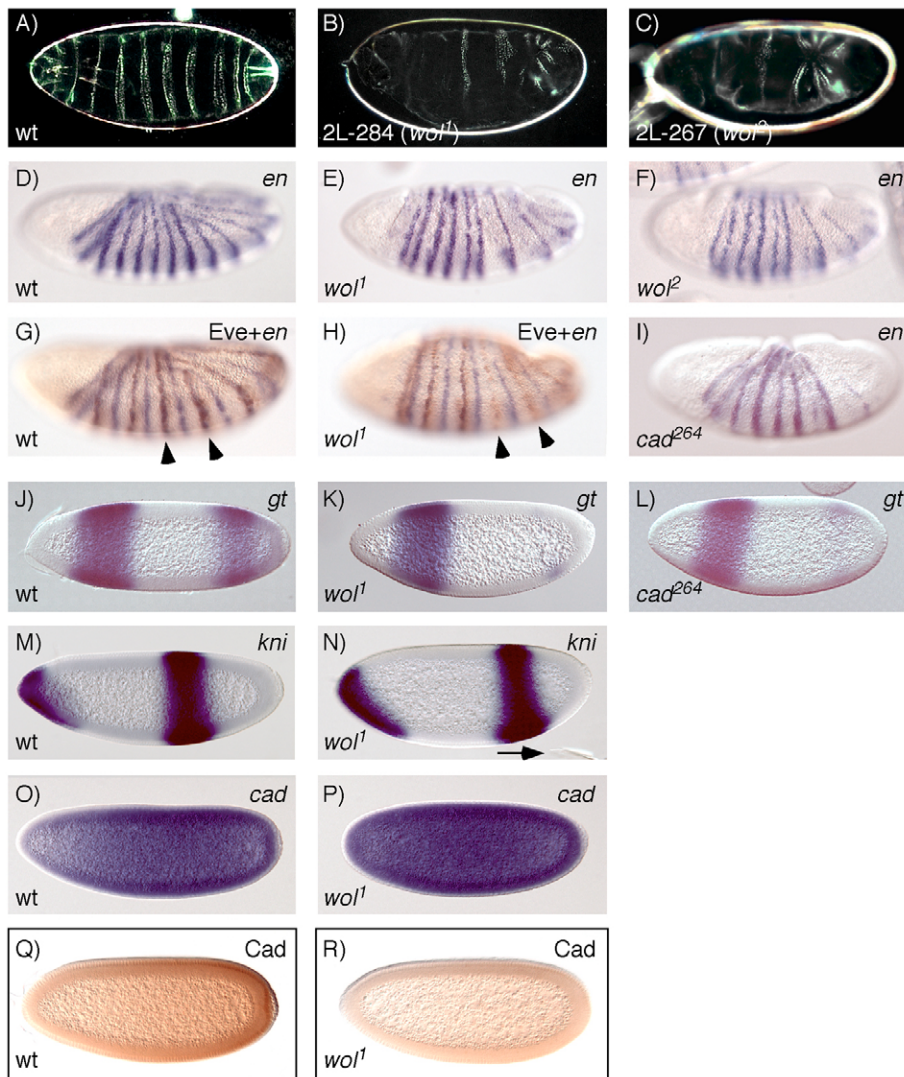 A)
wt
B)
2L-284 (wol1)
C)
2L-267 (wol2)
D)
en
wt
E)
en
wol1
F)
en
wol2
G)
Eve+en
wt
H)
Eve+en
wol1
I)
en
cad264
J)
gt
wt
K)
gt
wol1
L)
gt
cad264
M)
kni
wt
N)
kni
wol1
O)
cad
wt
P)
cad
wol1
Q)
Cad
wt
R)
Cad
wol1